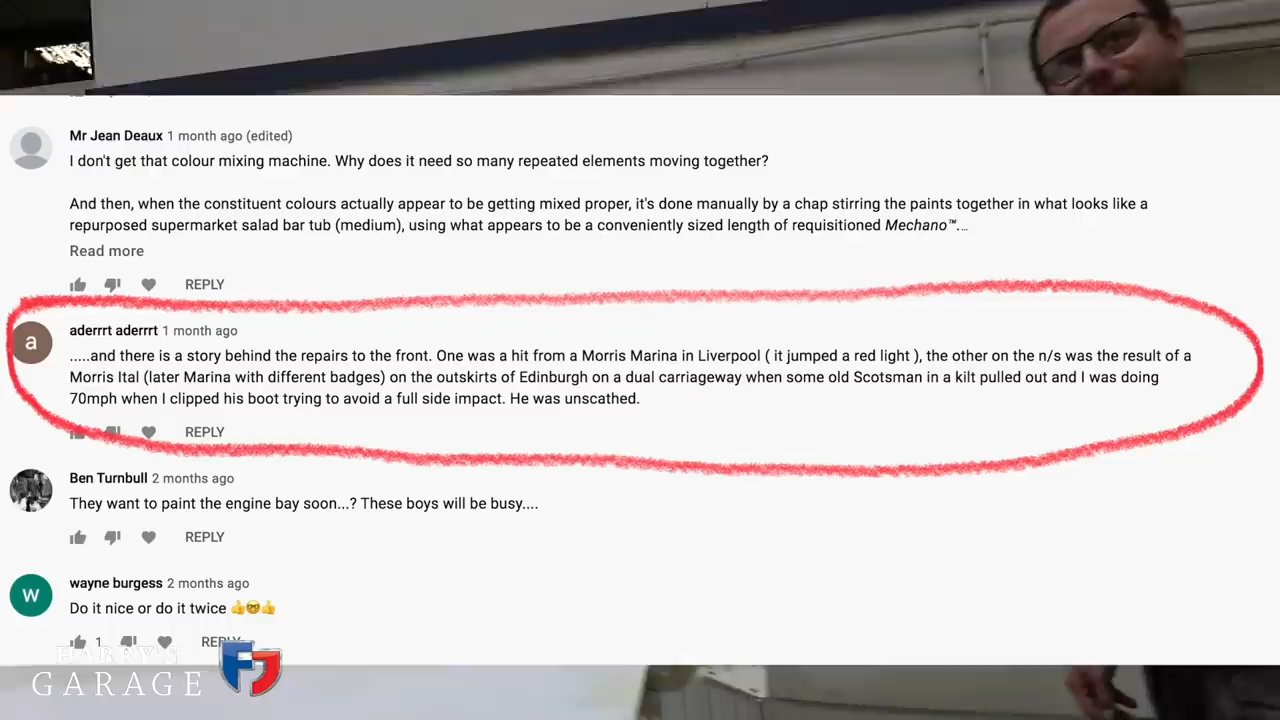 Mr Jean Deaux 1 month ago (edited)
I don't get that colour mixing machine. Why does it need so many repeated elements moving together?
And then, when the constituent colours actually appear to be getting mixed proper, it's done manually by a chap stirring the paints together in what looks like a
repurposed supermarket salad bar tub (medium), using what appears to be a conveniently sized length of requisitioned Mechano™...
Read more
REPLY
a
aderrrt aderrrt 1 month ago
.....and there is a story behind the repairs to the front. One was a hit from a Morris Marina in Liverpool ( it jumped a red light ), the other on the n/s was the result of a
Morris Ital (later Marina with different badges) on the outskirts of Edinburgh on a dual carriageway when some old Scotsman in a kilt pulled out and I was doing
70mph when I clipped his boot trying to avoid a full side impact. He was unscathed.
REPLY
Ben Turnbull 2 months ago
They want to paint the engine bay soon...? These boys will be busy....
REPLY
w
wayne burgess 2 months ago
Do it nice or do it twice 👍🤓👍
1 REPLY
HARRY'S
GARAGE